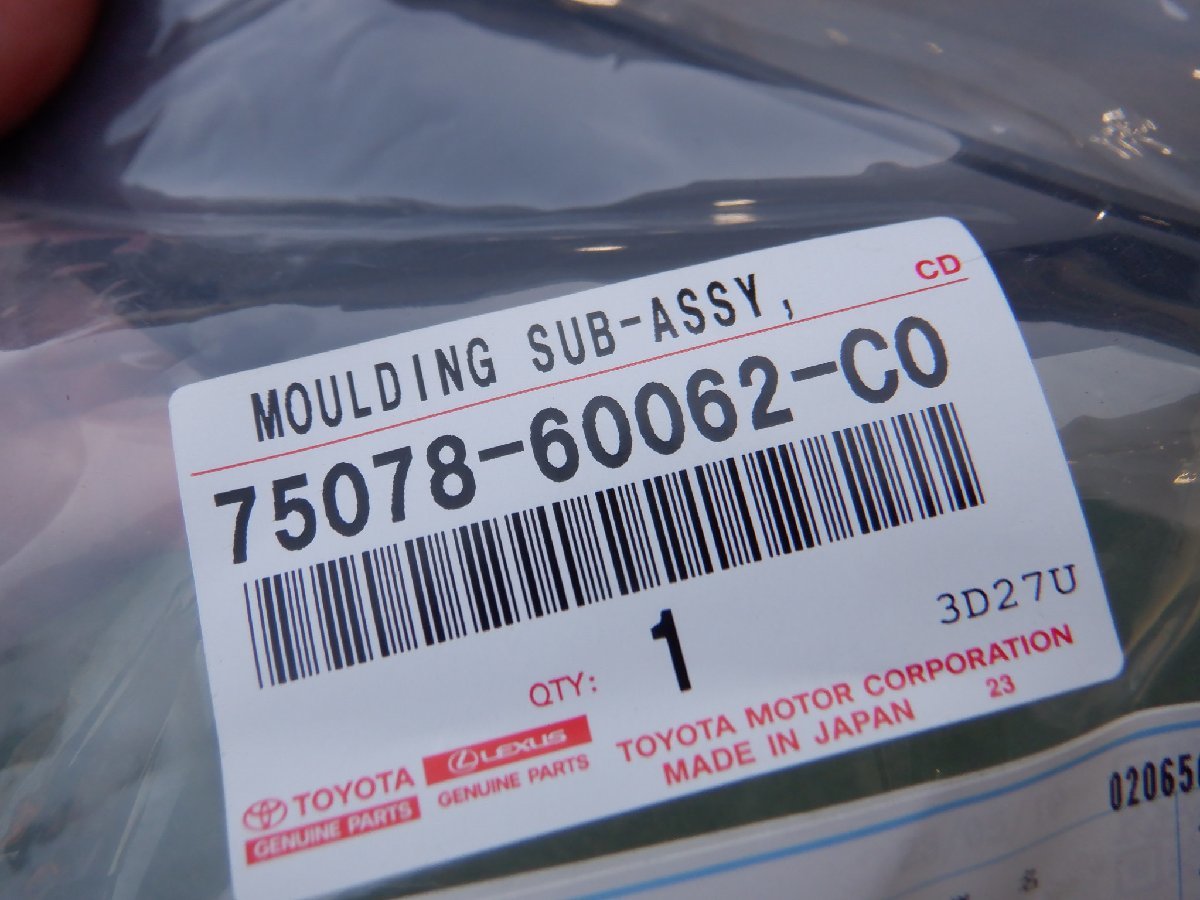 CD
MOULDING SUB-ASSY,
75078-60062-C0
3D27U
QTY: 1
TOYOTA
GENUINE PARTS
LEXUS
GENUINE PARTS
TOYOTA MOTOR CORPORATION
MADE IN JAPAN 23
02065